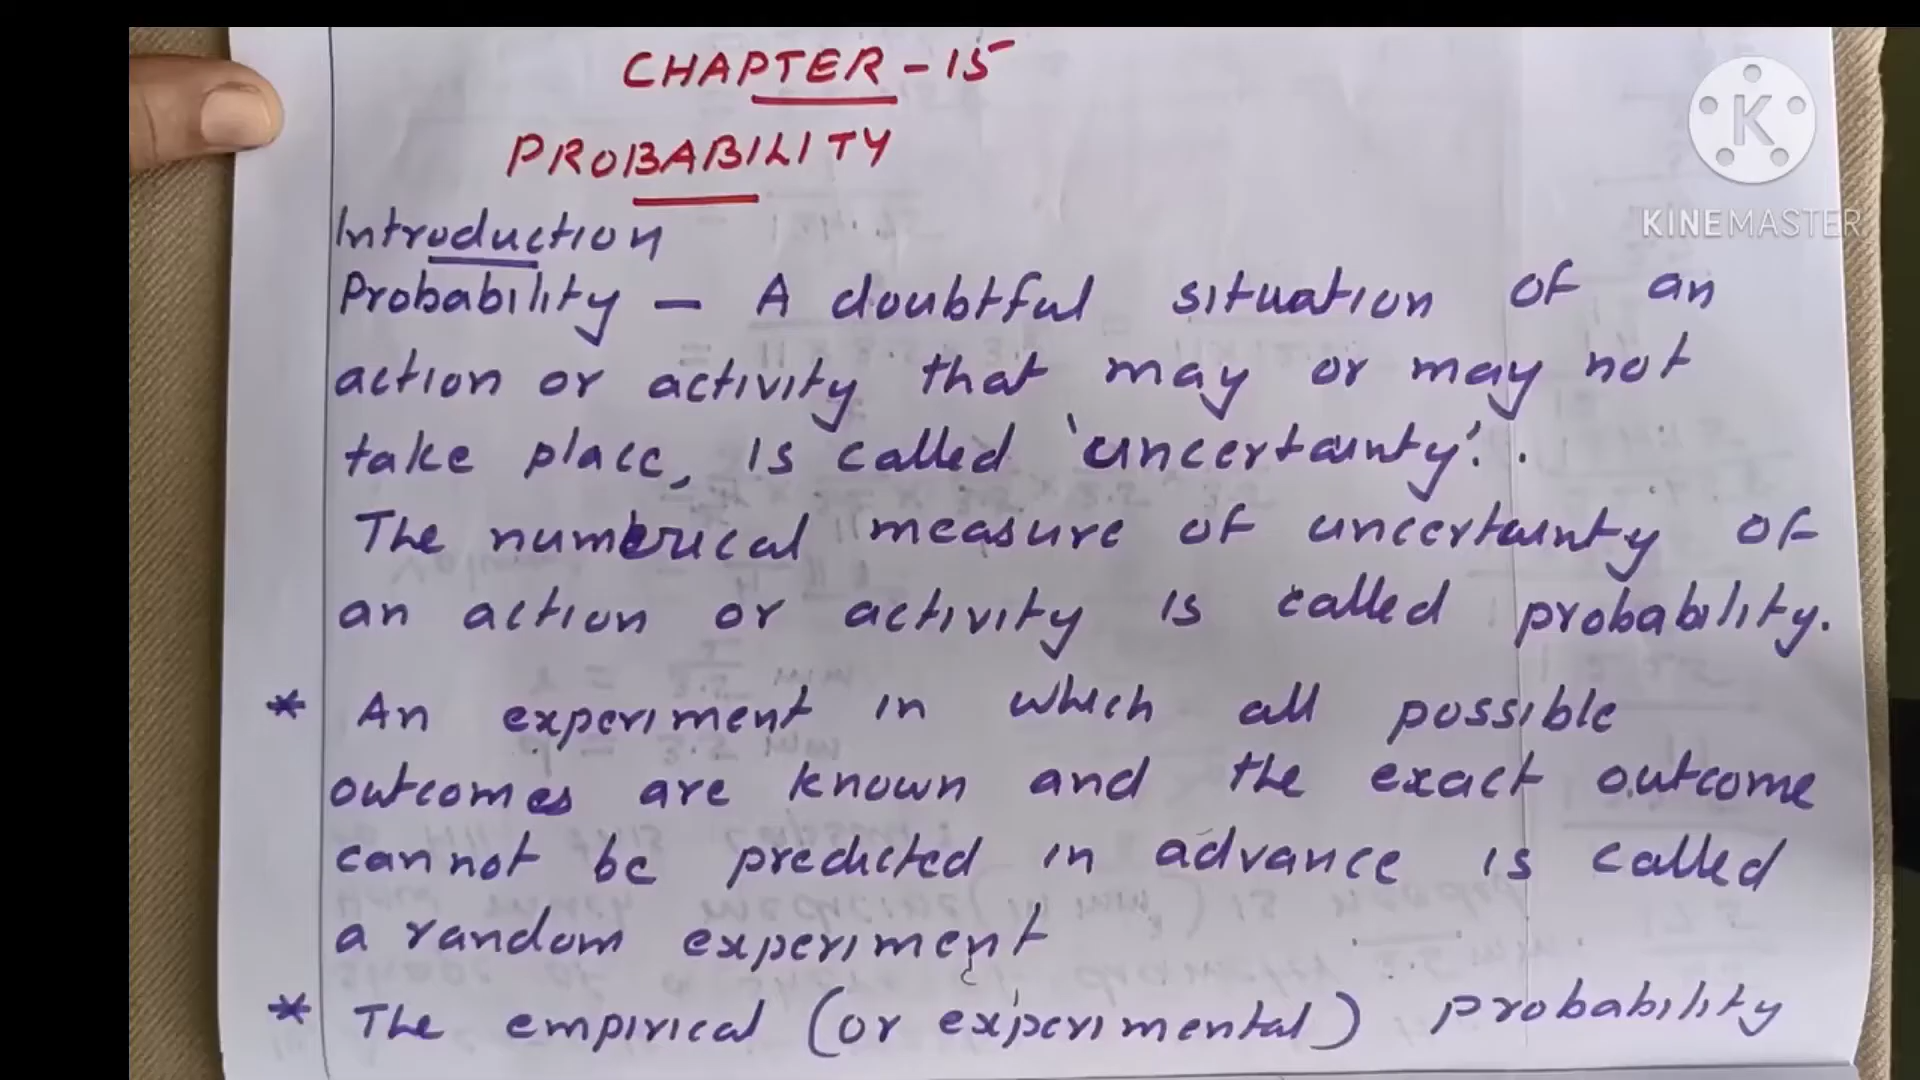 CHAPTER - 15
PROBABILITY
Introduction
Probability — A doubtful situation of an
action or activity that may or may not
take place, is called 'uncertainty'.
The numerical measure of uncertainty of
an action or activity is called probability.
* An experiment in which all possible
outcomes are known and the exact outcome
cannot be predicted in advance is called
a random experiment
* The empirical (or experimental) probability
K
KINEMASTER